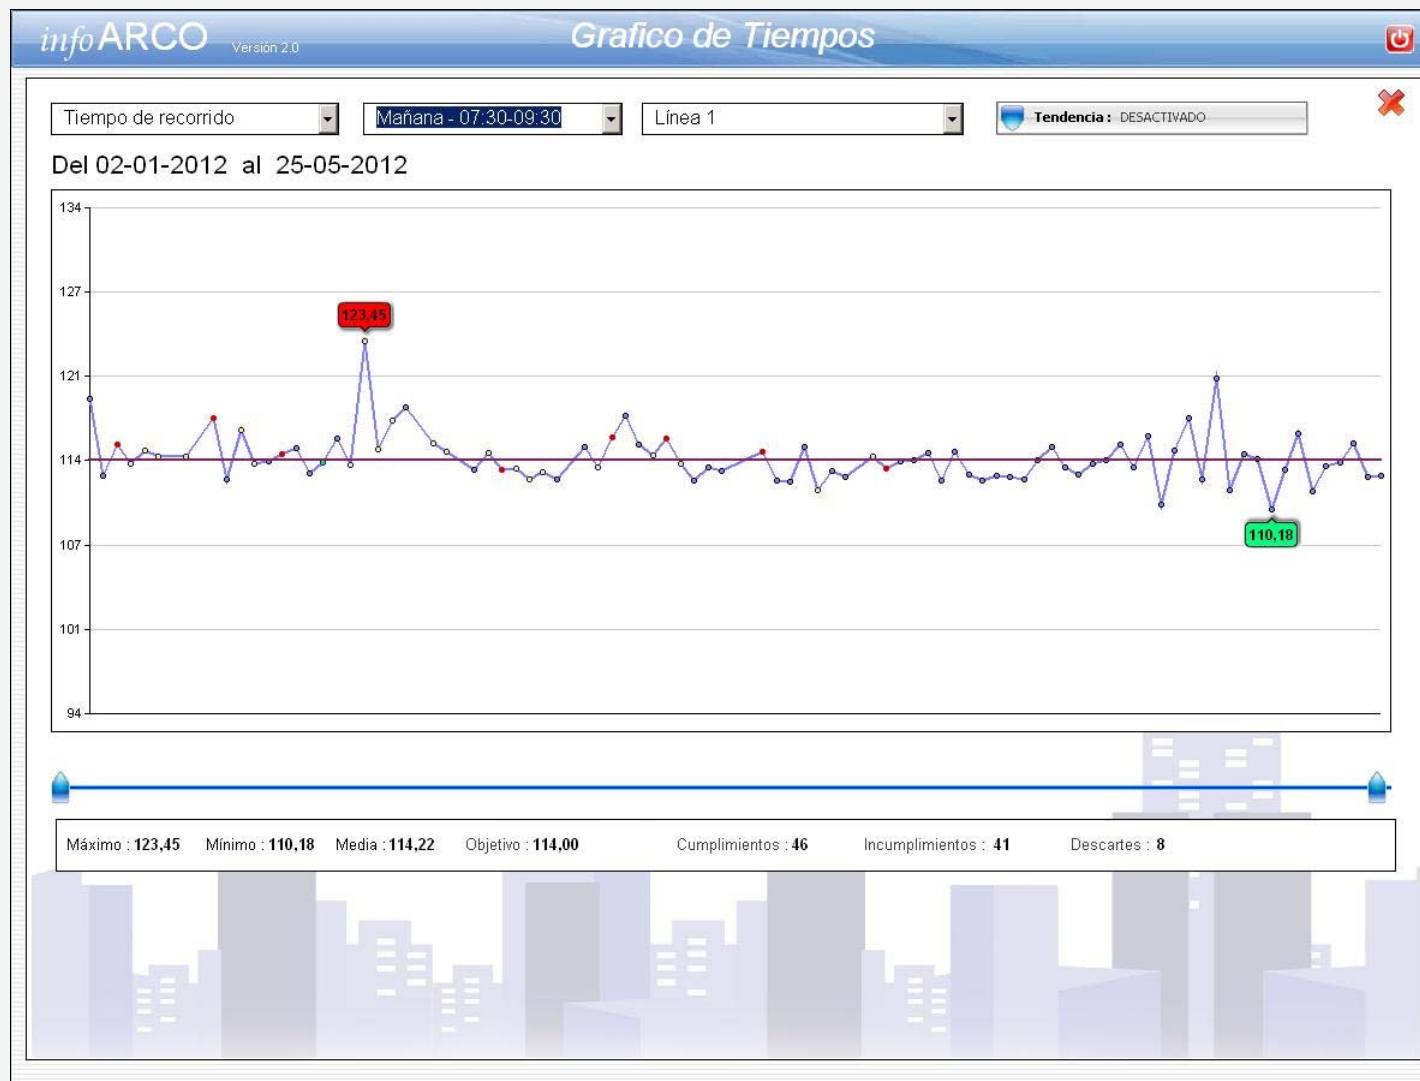 info ARCO Versión 2.0 Grafico de Tiempos
Tiempo de recorrido Mañana - 07:30-09:30 Línea 1 Tendencia : DESACTIVADO
Del 02-01-2012 al 25-05-2012
134
127
123,45
121
114
110,18
107
101
94
Máximo : 123,45 Mínimo : 110,18 Media : 114,22 Objetivo : 114,00 Cumplimientos : 46 Incumplimientos : 41 Descartes : 8